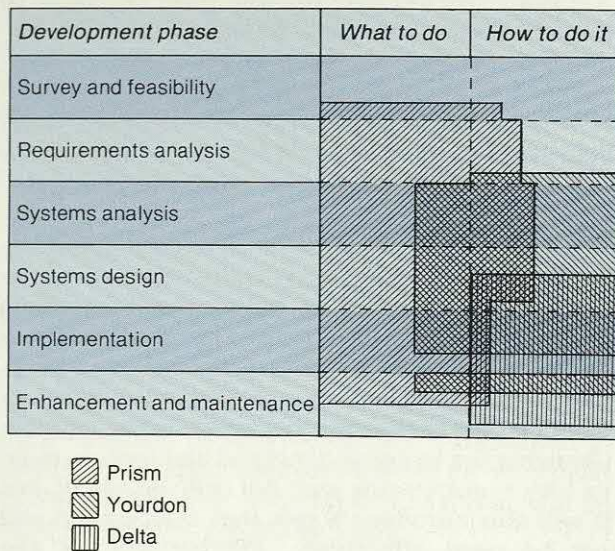 Development phase What to do How to do it
Survey and feasibility
Requirements analysis
Systems analysis
Systems design
Implementation
Enhancement and maintenance
Prism
Yourdon
Delta